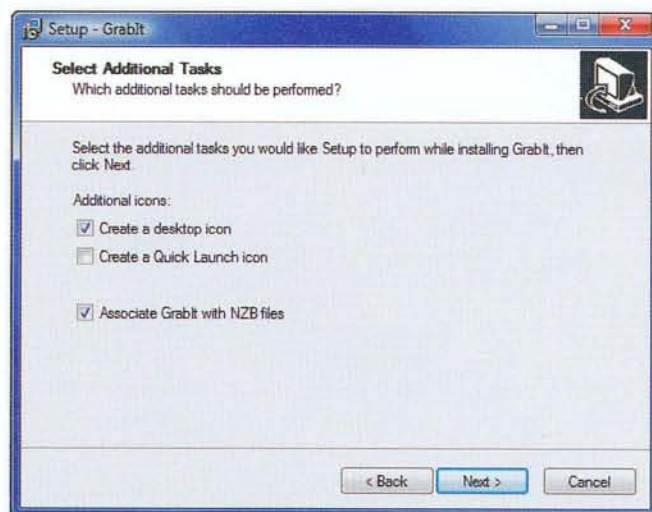 Setup - GrabIt
Select Additional Tasks
Which additional tasks should be performed?
Select the additional tasks you would like Setup to perform while installing GrabIt, then
click Next.
Additional icons:
Create a desktop icon
Create a Quick Launch icon
Associate GrabIt with NZB files
< Back
Next >
Cancel